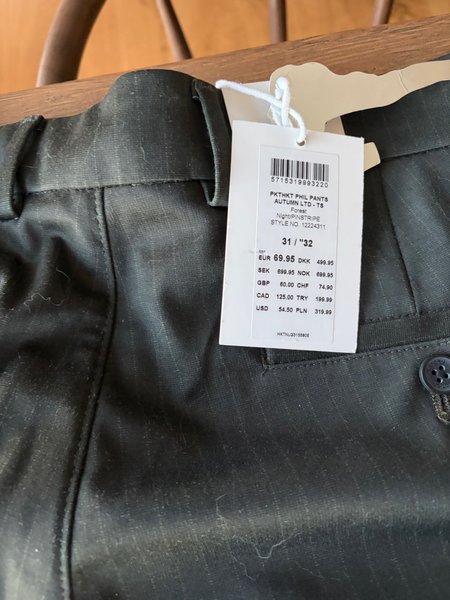 5715319993220
PKTHKT PHIL PANTS
AUTUMN LTD - TS
Forest
Night/PINSTRIPE
STYLE NO. 12224311
31 / "32
EUR 69.95 DKK 499.95
SEK 699.95 NOK 699.95
GBP 60.00 CHF 74.90
CAD 125.00 TRY 199.99
USD 54.50 PLN 319.99